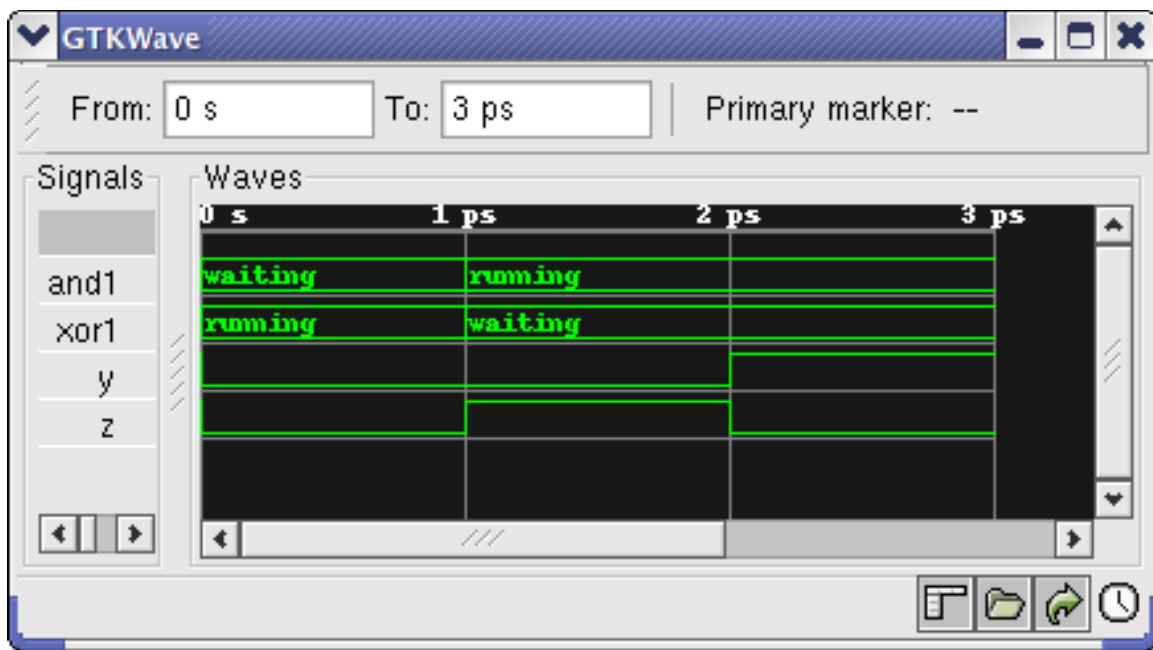 GTKWave
From: 0 s To: 3 ps Primary marker: --
Signals Waves
0 s 1 ps 2 ps 3 ps
and1 waiting running
xor1 running waiting
y
z